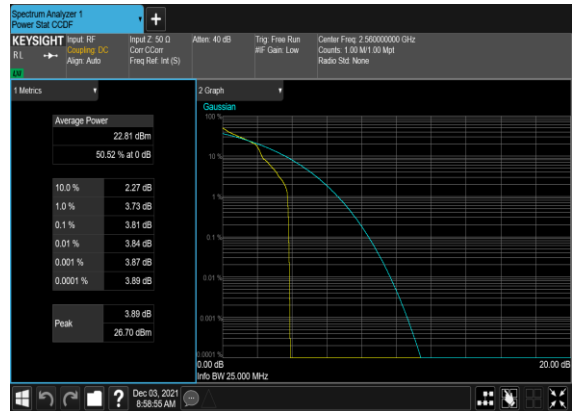 Spectrum Analyzer 1
Power Stat CCDF
KEYSIGHT
RL
Input: RF
Coupling: DC
Align: Auto
Input Z: 50 Ω
Corr CCorr
Freq Ref: Int (S)
Atten: 40 dB
Trig: Free Run
#IF Gain: Low
Center Freq: 2.560000000 GHz
Counts: 1.00 M/1.00 Mpt
Radio Std: None
1 Metrics
Average Power
22.81 dBm
50.52 % at 0 dB
10.0 % 2.27 dB
1.0 % 3.73 dB
0.1 % 3.81 dB
0.01 % 3.84 dB
0.001 % 3.87 dB
0.0001 % 3.89 dB
Peak
3.89 dB
26.70 dBm
2 Graph
Gaussian
100 %
10 %
1 %
0.1 %
0.01 %
0.001 %
0.0001 %
0.00 dB
20.00 dB
Info BW 25.000 MHz
Dec 03, 2021
8:58:55 AM